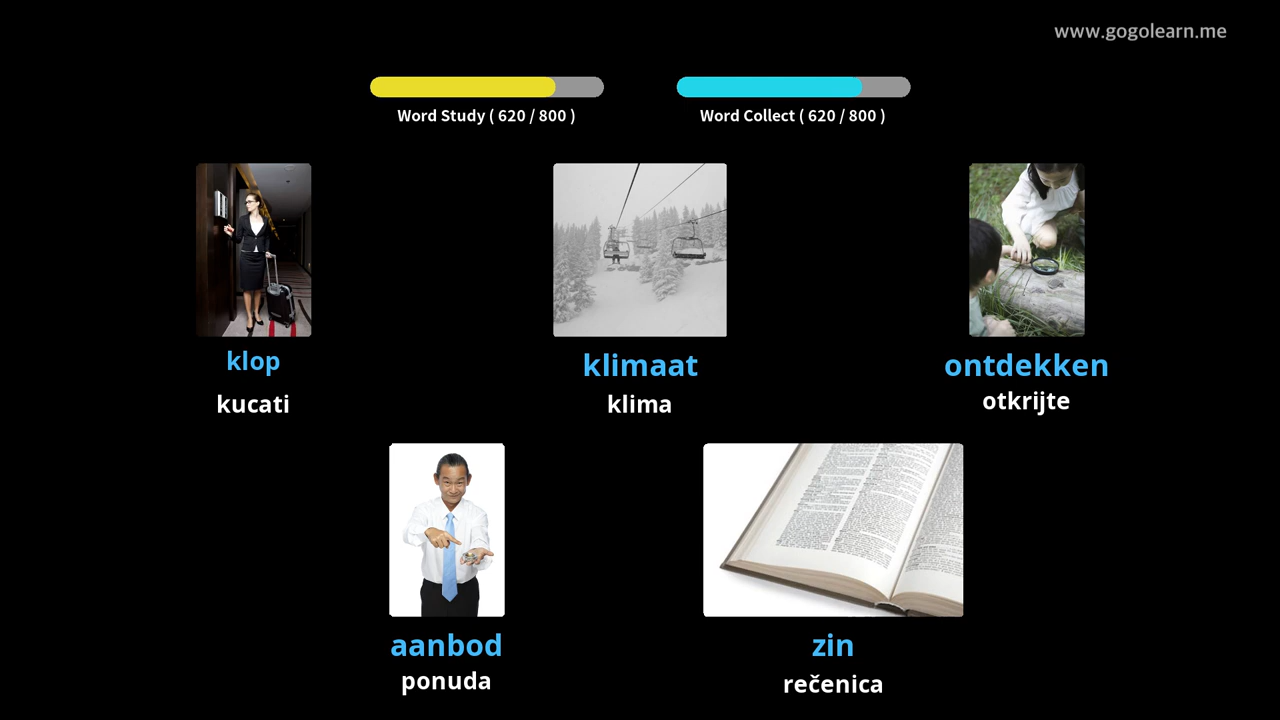 www.gogolearn.me
Word Study ( 620 / 800 )
Word Collect ( 620 / 800 )
klop
klimaat
ontdekken
kucati
klima
otkrijte
aanbod
zin
ponuda
rečenica